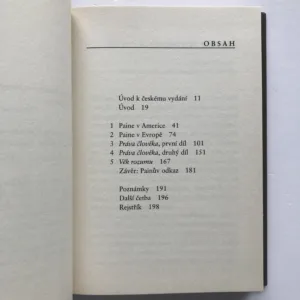 OBSAH
Úvod k českému vydání 11
Úvod 19
1 Paine v Americe 41
2 Paine v Evropě 74
3 Práva člověka, první díl 101
4 Práva člověka, druhý díl 151
5 Věk rozumu 167
Závěr: Painův odkaz 181
Poznámky 191
Další četba 196
Rejstřík 198